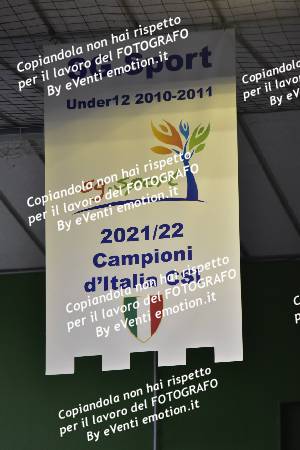 Copiandola non hai rispetto
per il lavoro del FOTOGRAFO
By eVenti emotion.it
Sport
Under12 2010-2011
Copiandola non hai rispetto
per il lavoro del FOTOGRAFO
By eVenti emotion.it
2021/22
Campioni
d'Italia CSI
Copiandola non hai rispetto
per il lavoro del FOTOGRAFO
By eVenti emotion.it
Copiandola non hai rispetto
per il lavoro del FOTOGRAFO
By eVenti emotion.it
Copiandola
per il lavoro
By eV